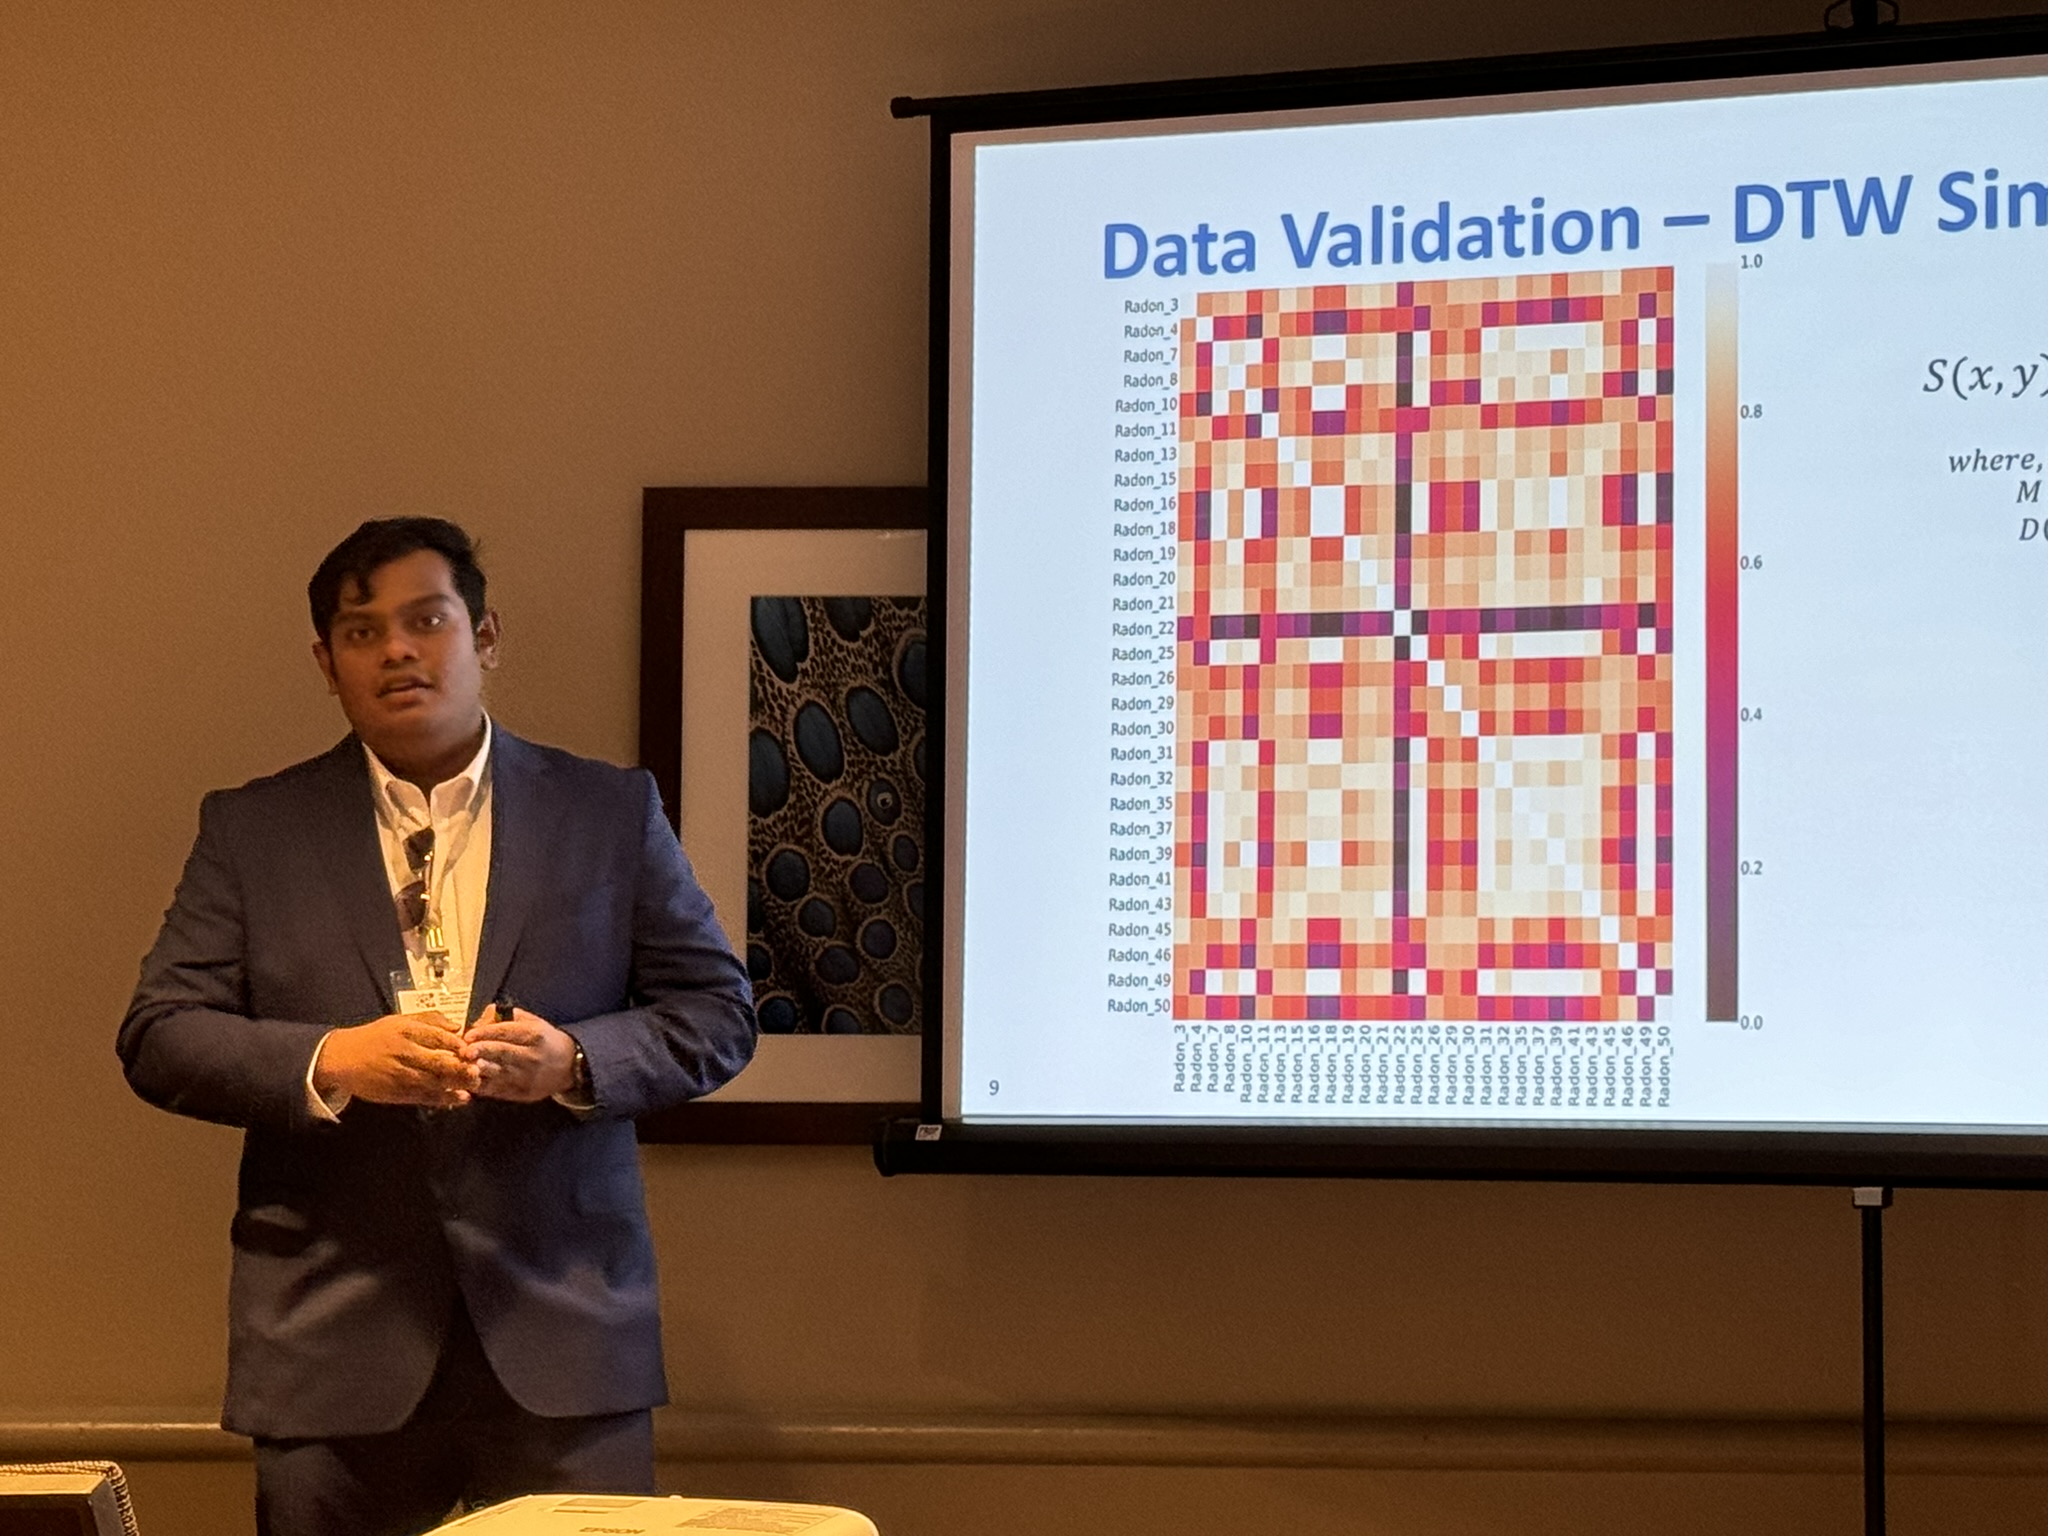 Data Validation – DTW Sim
1.0
0.8
0.6
0.4
0.2
0.0
Radon_3
Radon_4
Radon_7
Radon_8
Radon_10
Radon_11
Radon_13
Radon_15
Radon_16
Radon_18
Radon_19
Radon_20
Radon_21
Radon_22
Radon_25
Radon_26
Radon_29
Radon_30
Radon_31
Radon_32
Radon_35
Radon_37
Radon_39
Radon_41
Radon_43
Radon_45
Radon_46
Radon_49
Radon_50
Radon_3
Radon_4
Radon_7
Radon_8
Radon_10
Radon_11
Radon_13
Radon_15
Radon_16
Radon_18
Radon_19
Radon_20
Radon_21
Radon_22
Radon_25
Radon_26
Radon_29
Radon_30
Radon_31
Radon_32
Radon_35
Radon_37
Radon_39
Radon_41
Radon_43
Radon_45
Radon_46
Radon_49
Radon_50
S(x, y)
where,
M
D(
9
EPSON